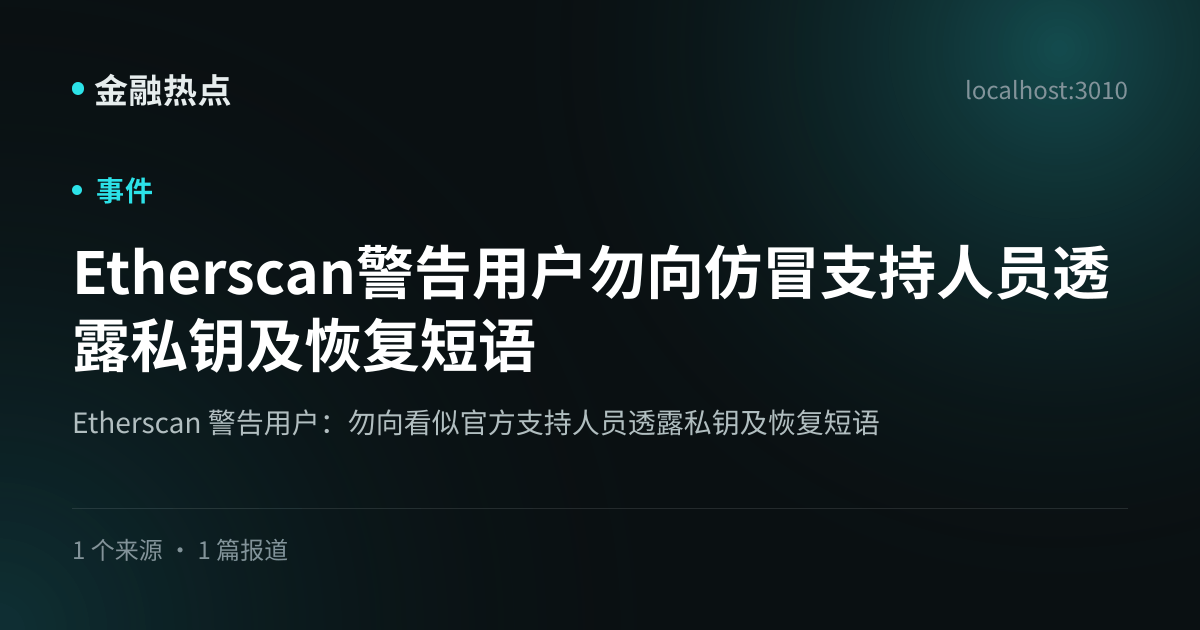 金融热点
localhost:3010
事件
Etherscan警告用户勿向仿冒支持人员透
露私钥及恢复短语
Etherscan 警告用户：勿向看似官方支持人员透露私钥及恢复短语
1 个来源 · 1 篇报道